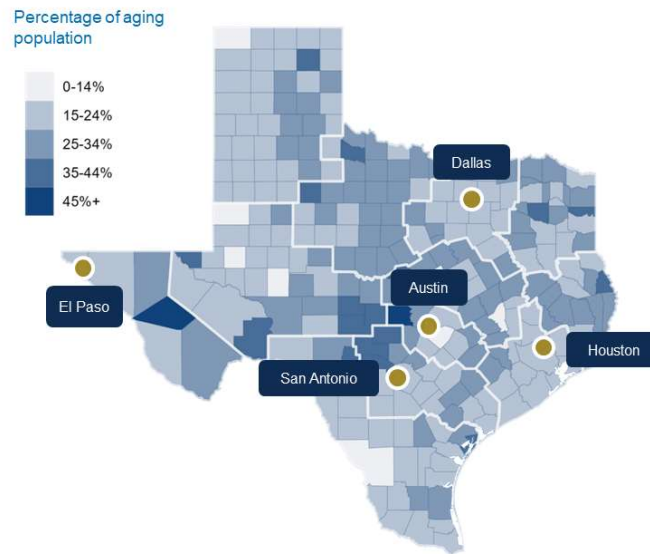 Percentage of aging
population
0-14%
15-24%
25-34%
35-44%
45%+
Dallas
El Paso
Austin
Houston
San Antonio